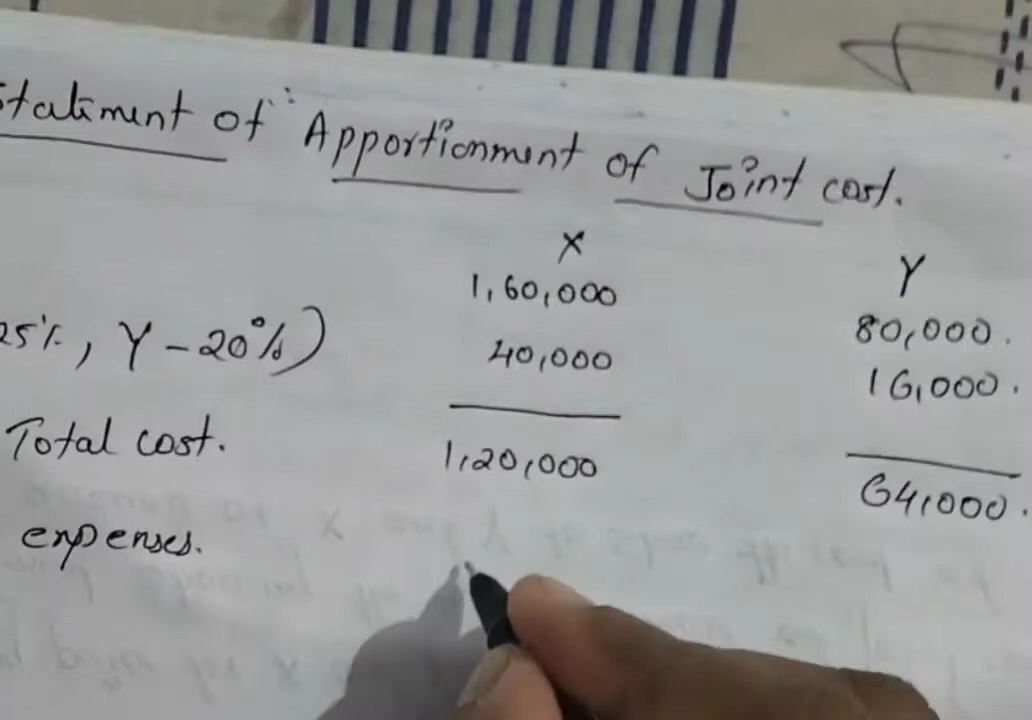 Statement of Apportionment of Joint cost.
X Y
1,60,000 80,000.
25%, Y-20%) 40,000 16,000.
Total cost. 1,20,000 64,000.
expenses.